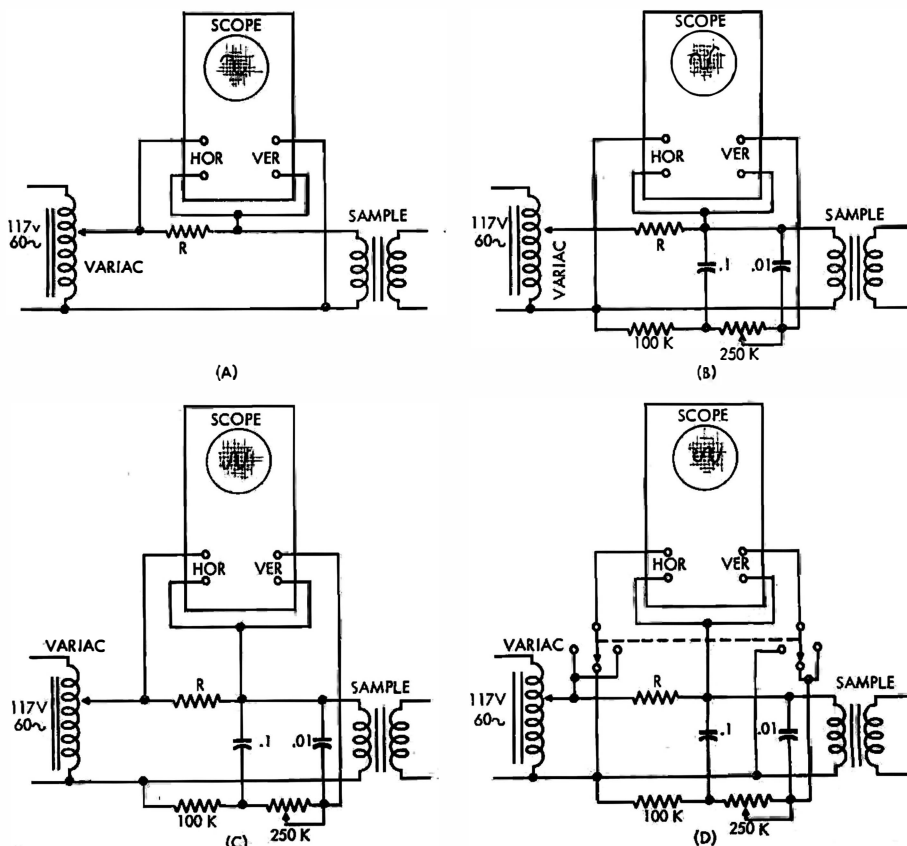 SCOPE
HOR VER
117V
60~
VARIAC
R
SAMPLE
(A)
SCOPE
HOR VER
117V
60~
VARIAC
R
.1
.01
SAMPLE
100 K
250 K
(B)
SCOPE
HOR VER
VARIAC
117V
60~
R
.1
.01
SAMPLE
100 K
250 K
(C)
SCOPE
HOR VER
VARIAC
117V
60~
R
.1
.01
SAMPLE
100 K
250 K
(D)